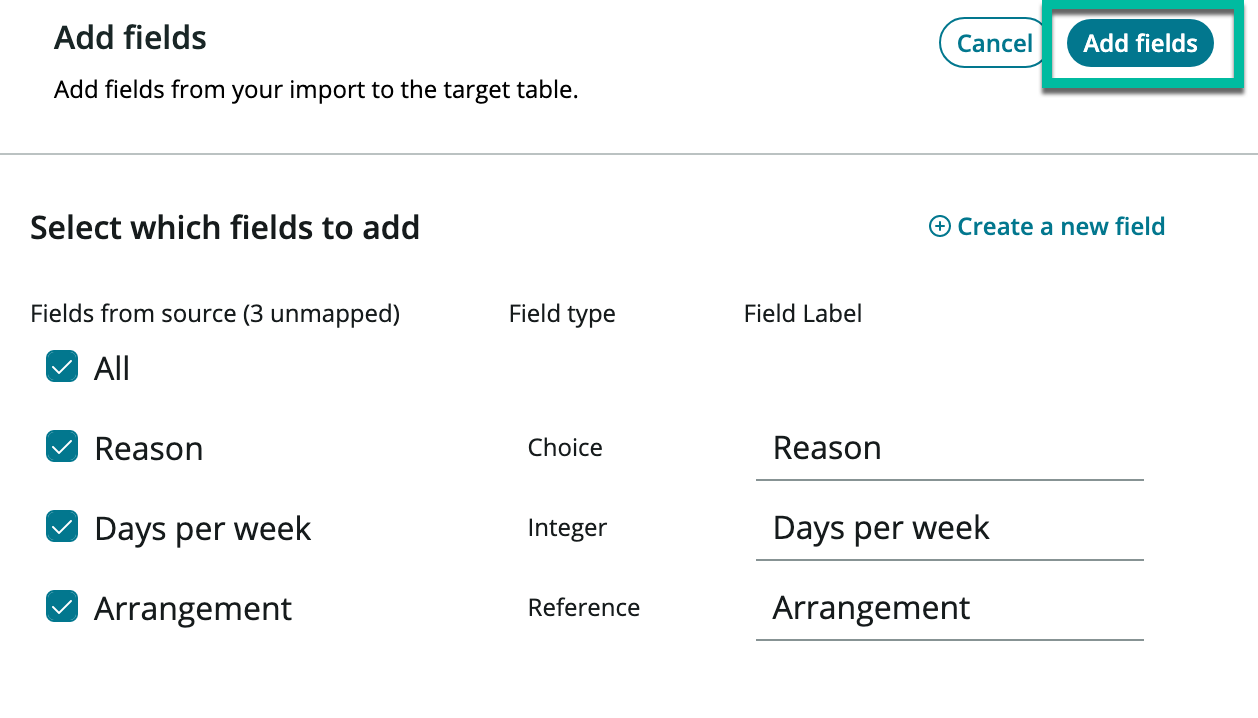 Add fields
Cancel
Add fields
Add fields from your import to the target table.
Select which fields to add
Create a new field
Fields from source (3 unmapped)
Field type
Field Label
All
Reason
Choice
Reason
Days per week
Integer
Days per week
Arrangement
Reference
Arrangement